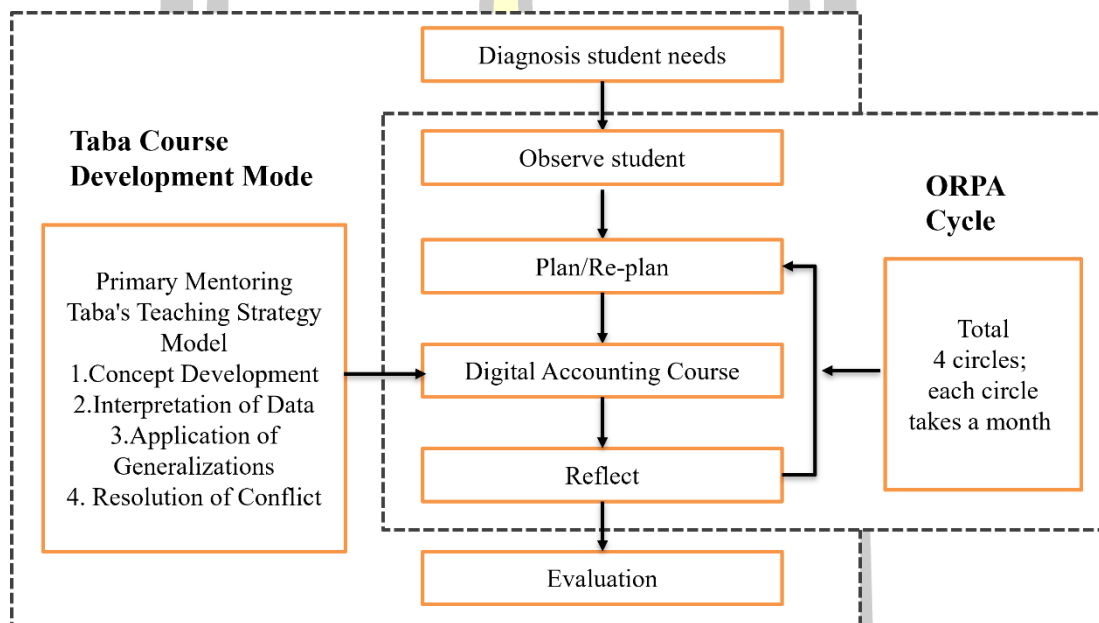 Diagnosis student needs
Taba Course
Development Mode
Observe student
ORPA
Cycle
Primary Mentoring
Taba's Teaching Strategy
Model
1.Concept Development
2.Interpretation of Data
3.Application of
Generalizations
4. Resolution of Conflict
Plan/Re-plan
Digital Accounting Course
Reflect
Total
4 circles;
each circle
takes a month
Evaluation